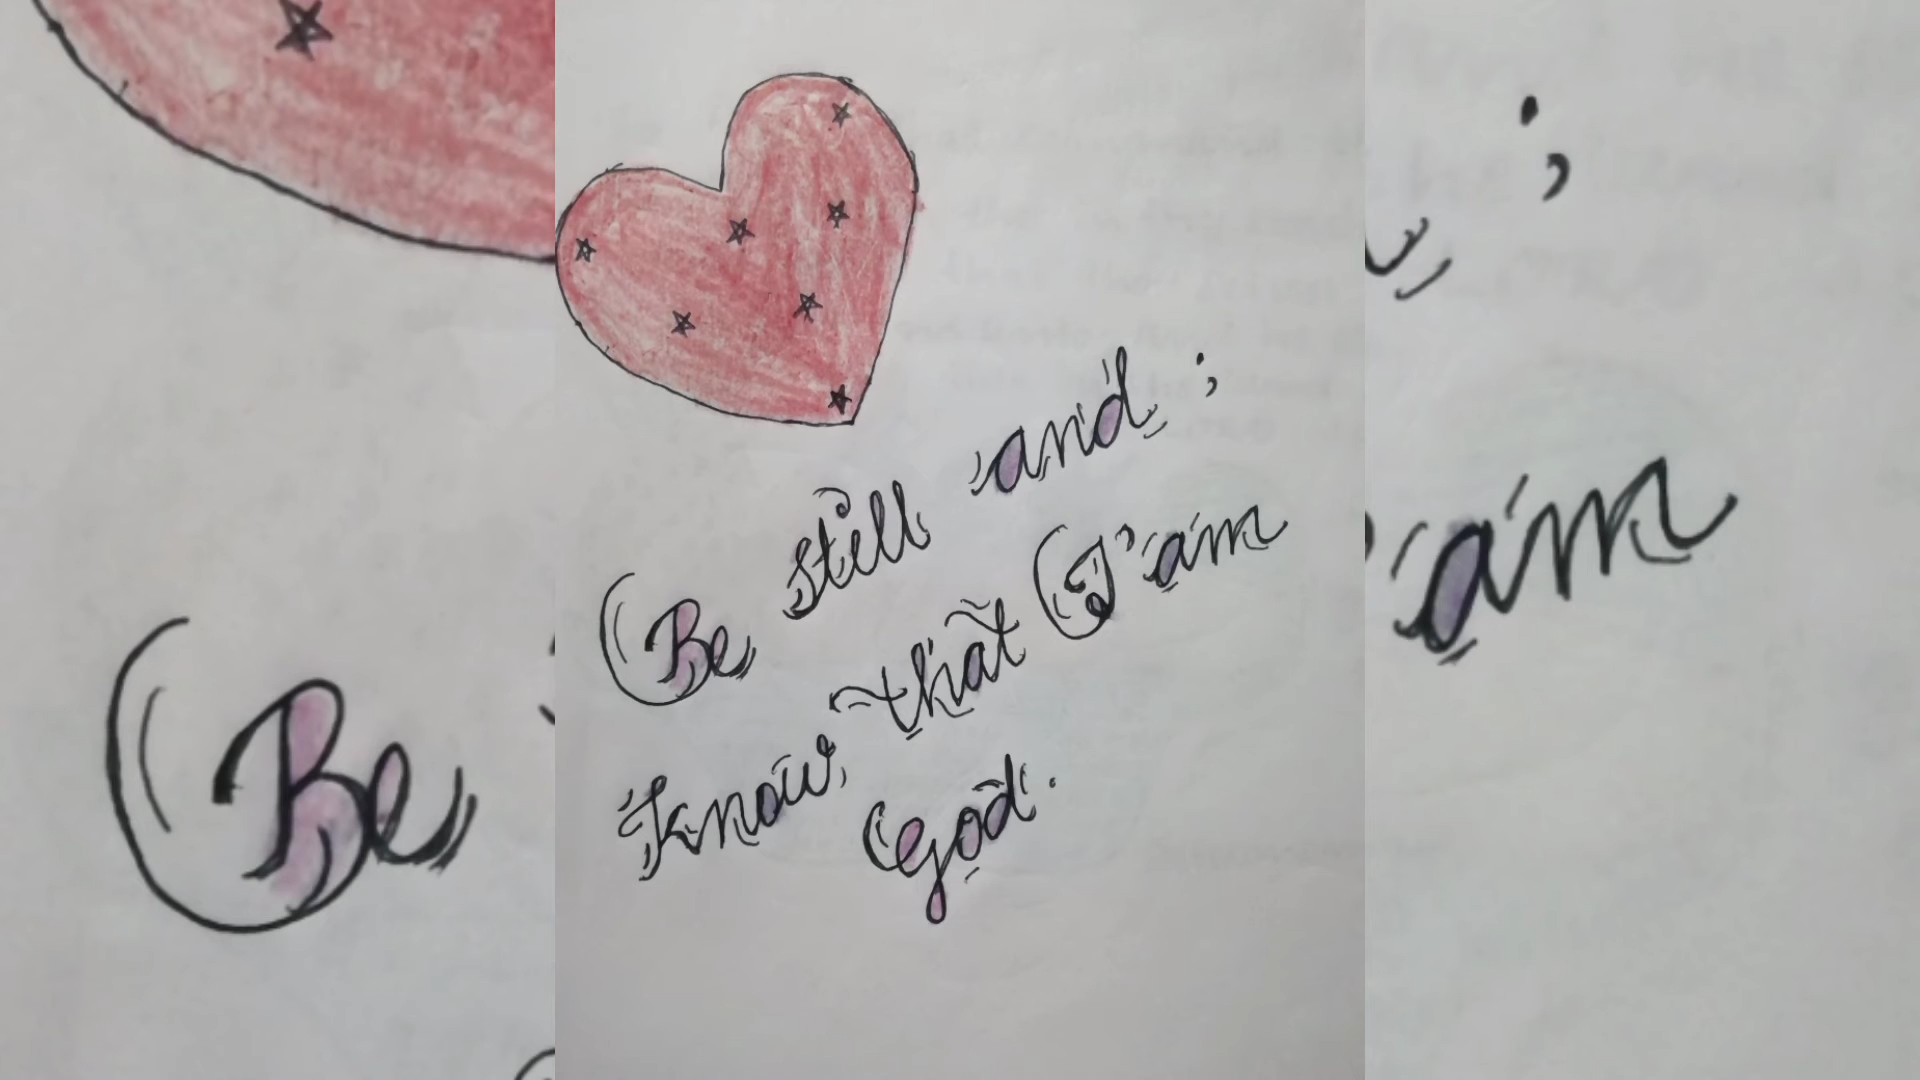 Be still and ;
know, that I am
God.